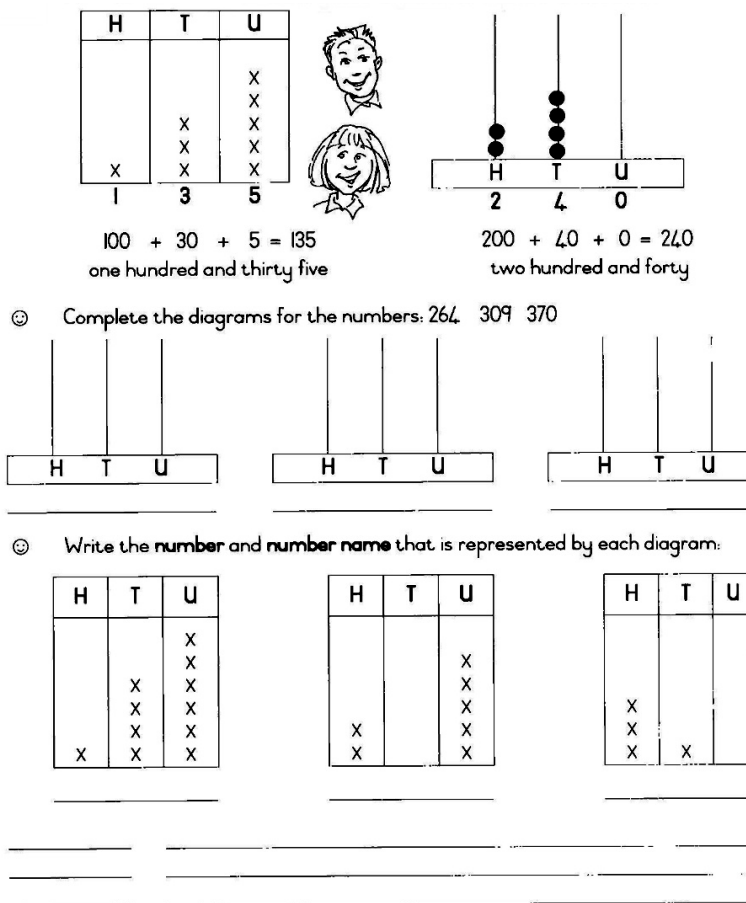 H T U
X
X
X X
X X
X X X
1 3 5
100 + 30 + 5 = 135
one hundred and thirty five
H T U
2 4 0
200 + 40 + 0 = 240
two hundred and forty
Complete the diagrams for the numbers: 264 309 370
H T U
H T U
H T U
Write the number and number name that is represented by each diagram:
H T U
X
X
X X
X X
X X
X X X
H T U
X
X
X
X X
X X
H T U
X
X
X X